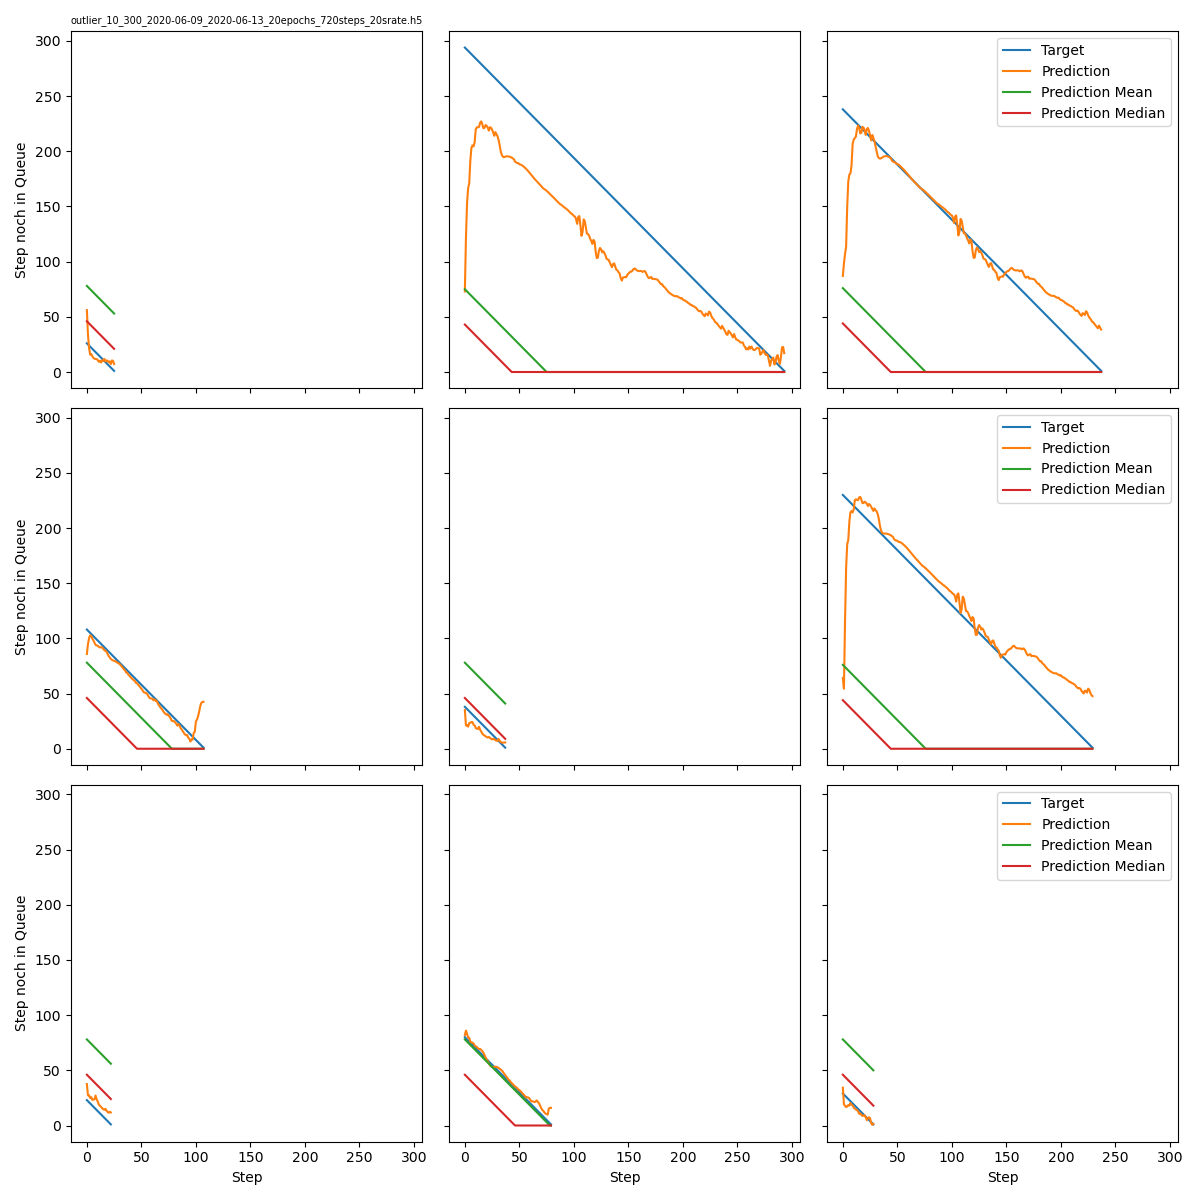 outlier_10_300_2020-06-09_2020-06-13_20epochs_720steps_20srate.h5
300
250
200
150
100
50
0
Step noch in Queue
Target
Prediction
Prediction Mean
Prediction Median
300
250
200
150
100
50
0
Step noch in Queue
Target
Prediction
Prediction Mean
Prediction Median
300
250
200
150
100
50
0
Step noch in Queue
Target
Prediction
Prediction Mean
Prediction Median
0 50 100 150 200 250 300
0 50 100 150 200 250 300
0 50 100 150 200 250 300
Step
Step
Step